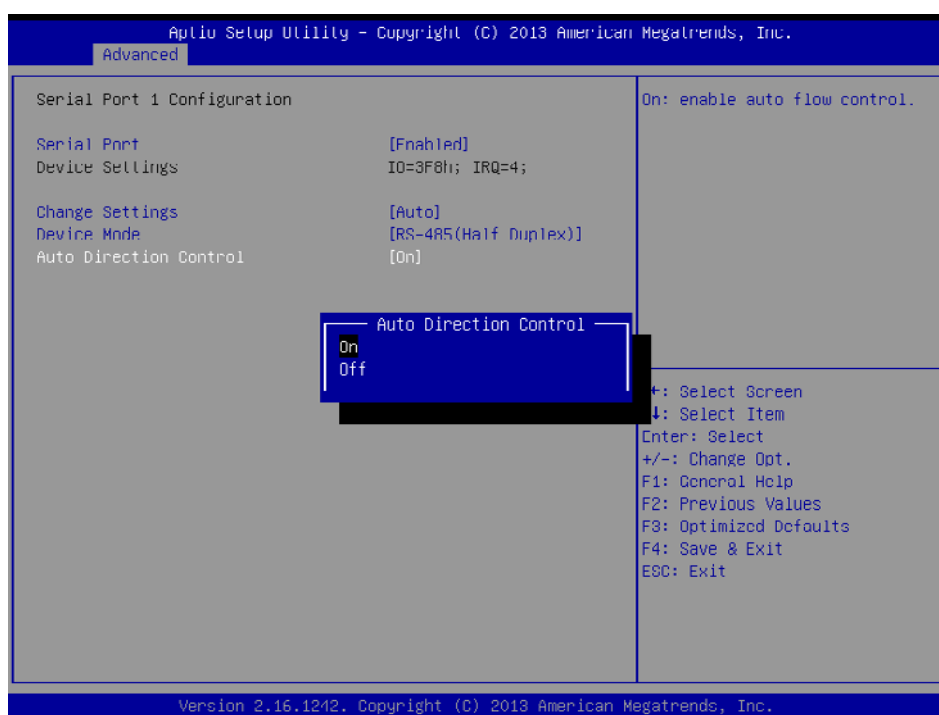 Aptio Setup Utility – Copyright (C) 2013 American Megatrends, Inc.
Advanced
Serial Port 1 Configuration
Serial Port [Enabled]
Device Settings IO=3F8h; IRQ=4;
Change Settings [Auto]
Device Mode [RS-485(Half Duplex)]
Auto Direction Control [On]
On: enable auto flow control.
Auto Direction Control
On
Off
: Select Screen
: Select Item
Enter: Select
+/-: Change Opt.
F1: General Help
F2: Previous Values
F3: Optimized Defaults
F4: Save & Exit
ESC: Exit
Version 2.16.1242. Copyright (C) 2013 American Megatrends, Inc.